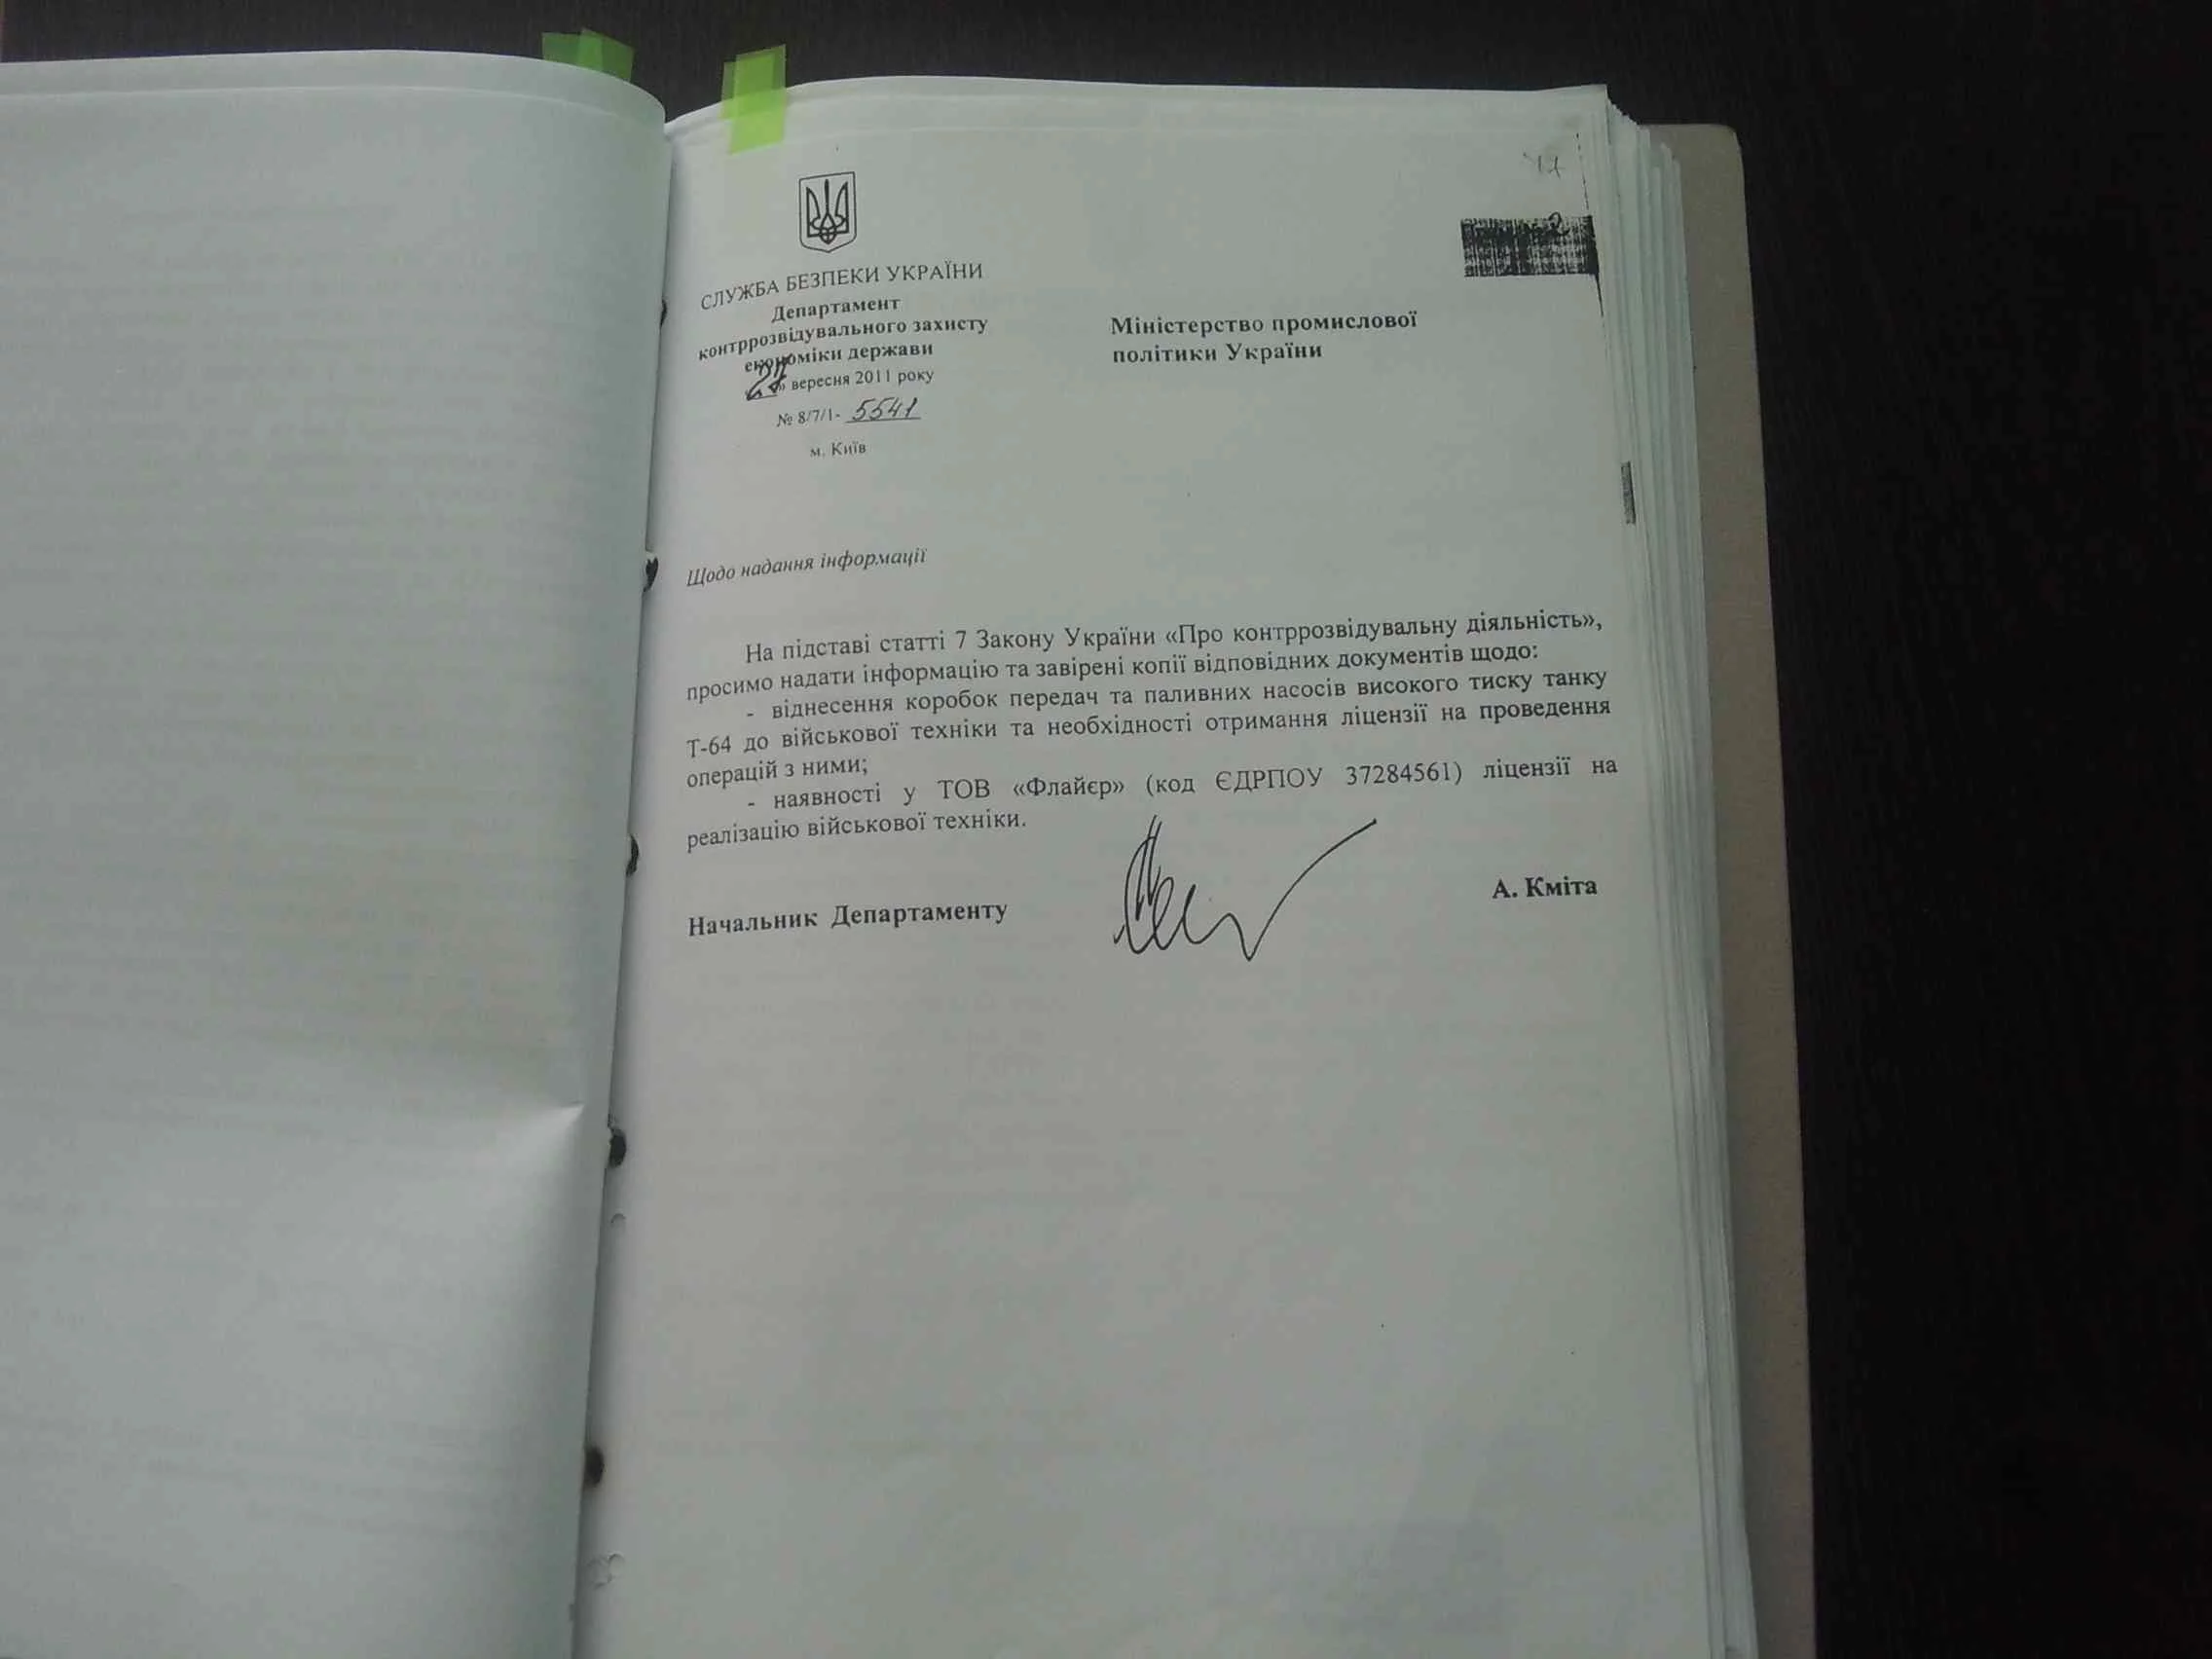 СЛУЖБА БЕЗПЕКИ УКРАЇНИ
Департамент
контррозвідувального захисту
економіки держави
» вересня 2011 року
№ 8/7/1- 5541
м. Київ
Міністерство промислової
політики України
Щодо надання інформації
На підставі статті 7 Закону України «Про контррозвідувальну діяльність»,
просимо надати інформацію та завірені копії відповідних документів щодо:
- віднесення коробок передач та паливних насосів високого тиску танку
Т-64 до військової техніки та необхідності отримання ліцензії на проведення
операцій з ними;
- наявності у ТОВ «Флайєр» (код ЄДРПОУ 37284561) ліцензії на
реалізацію військової техніки.
Начальник Департаменту
А. Кміта